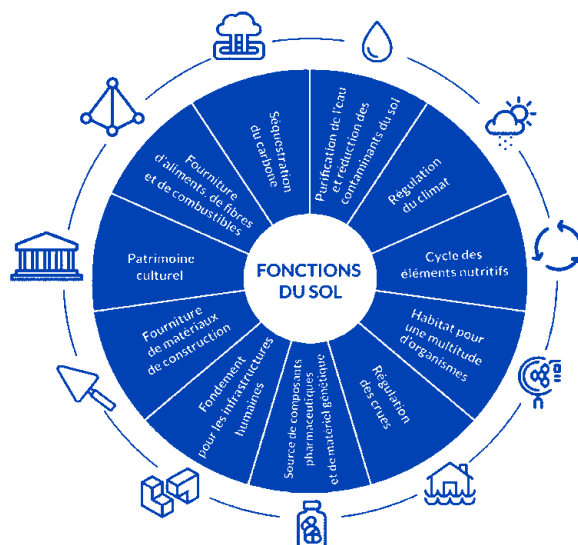 FONCTIONS
DU SOL
Purification de l'eau
et réduction des
contaminants du sol
Régulation
du climat
Cycle des
éléments nutritifs
Habitat pour
une multitude
d'organismes
Régulation
des crues
Source de composants
pharmaceutiques
et de matériel génétique
Fondement
pour les infrastructures
humaines
Fourniture
de matériaux
de construction
Patrimoine
culturel
Fourniture
d'aliments, de fibres
et de combustibles
Séquestration
du carbone